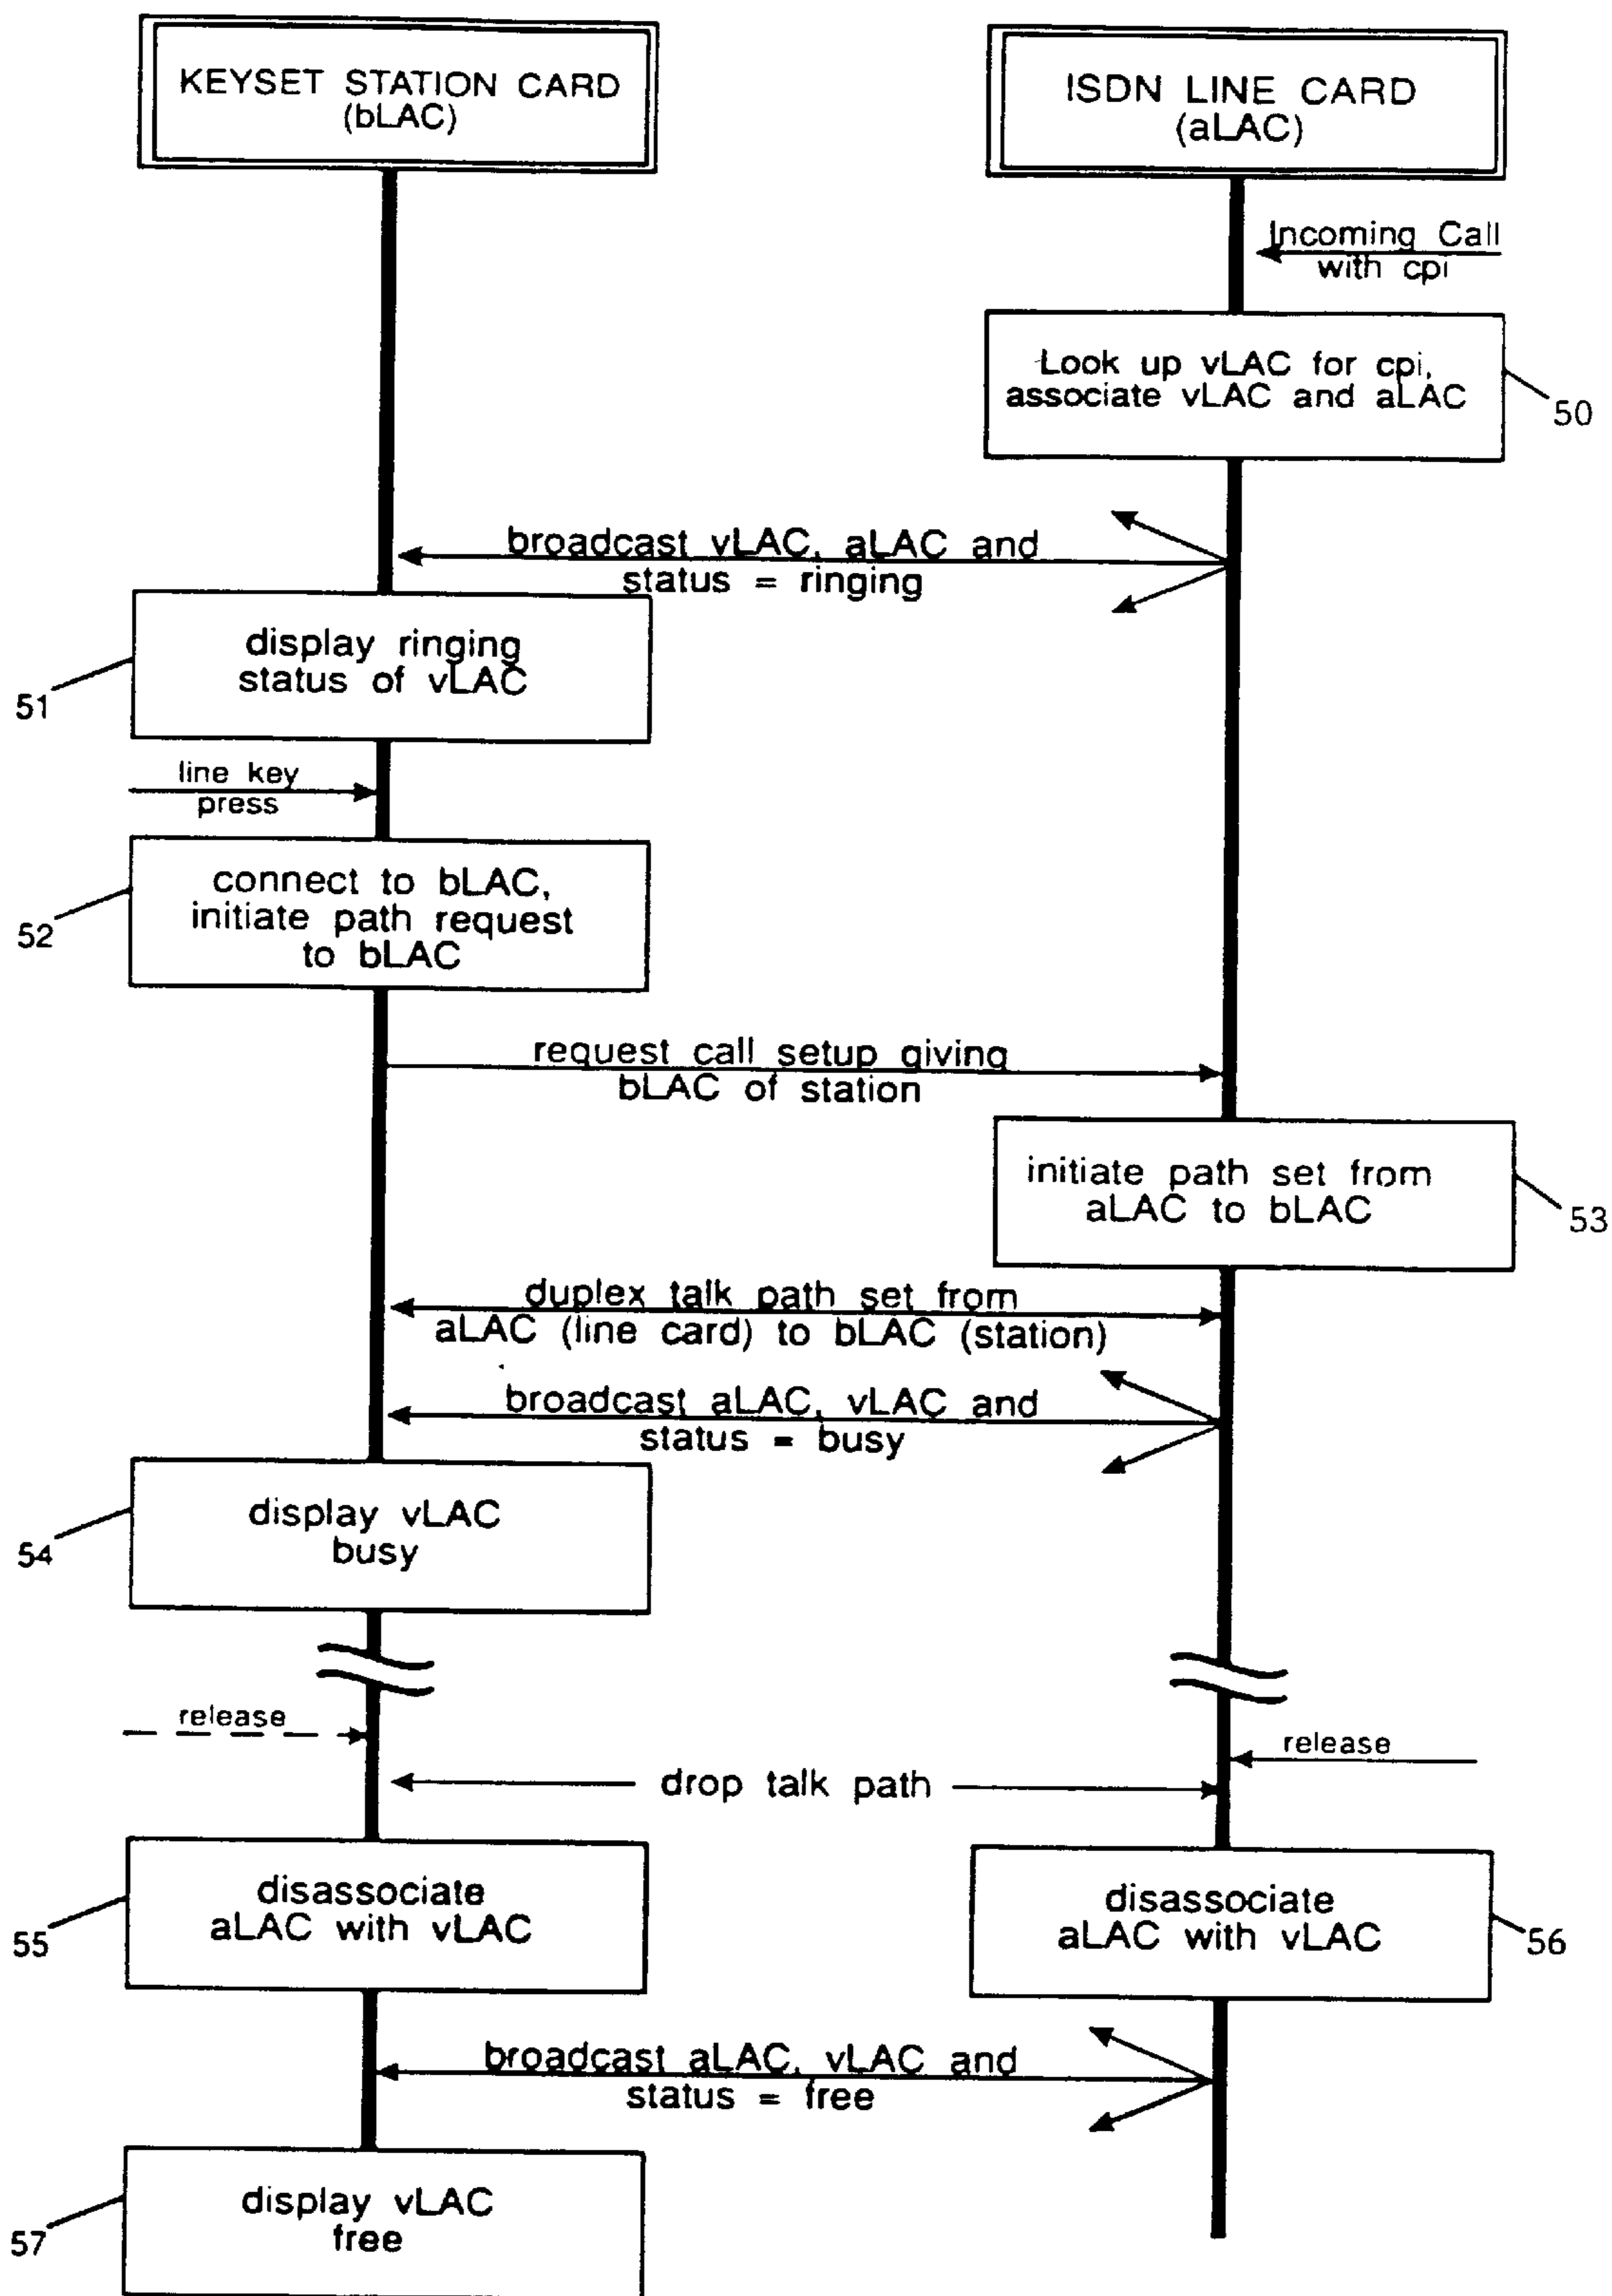 KEYSET STATION CARD
(bLAC)
ISDN LINE CARD
(aLAC)
Incoming Call
with cpi
Look up vLAC for cpi,
associate vLAC and aLAC
50
broadcast vLAC, aLAC and
status = ringing
display ringing
status of vLAC
51
line key
press
connect to bLAC,
initiate path request
to bLAC
52
request call setup giving
bLAC of station
initiate path set from
aLAC to bLAC
53
duplex talk path set from
aLAC (line card) to bLAC (station)
broadcast aLAC, vLAC and
status = busy
display vLAC
busy
54
release
release
drop talk path
disassociate
aLAC with vLAC
55
disassociate
aLAC with vLAC
56
broadcast aLAC, vLAC and
status = free
display vLAC
free
57